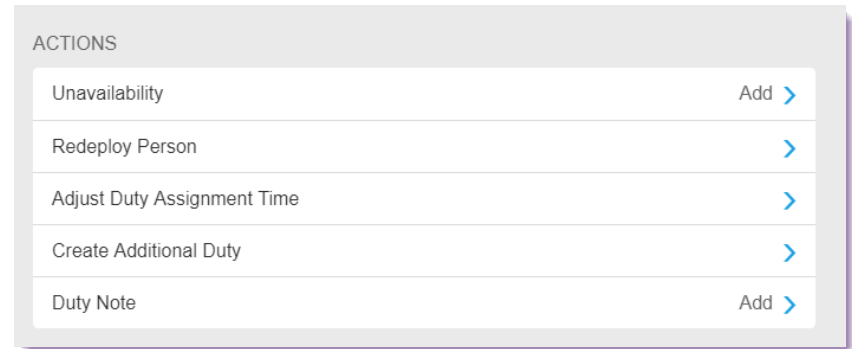 ACTIONS
Unavailability Add
Redeploy Person
Adjust Duty Assignment Time
Create Additional Duty
Duty Note Add